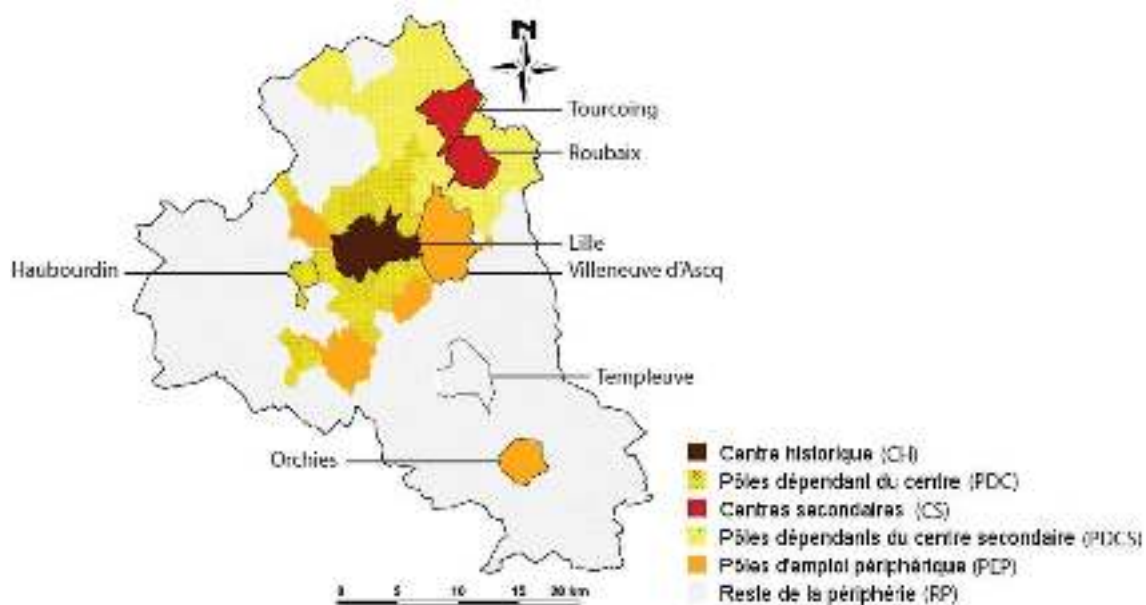 N
Tourcoing
Roubaix
Lille
Haubourdin
Villeneuve d'Ascq
Templeuve
Orchies
Centre historique (CH)
Pôles dépendant du centre (PDC)
Centres secondaires (CS)
Pôles dépendants du centre secondaire (PDCS)
Pôles d'emploi périphérique (PEP)
Reste de la périphérie (RP)
0 5 10 15 20 km